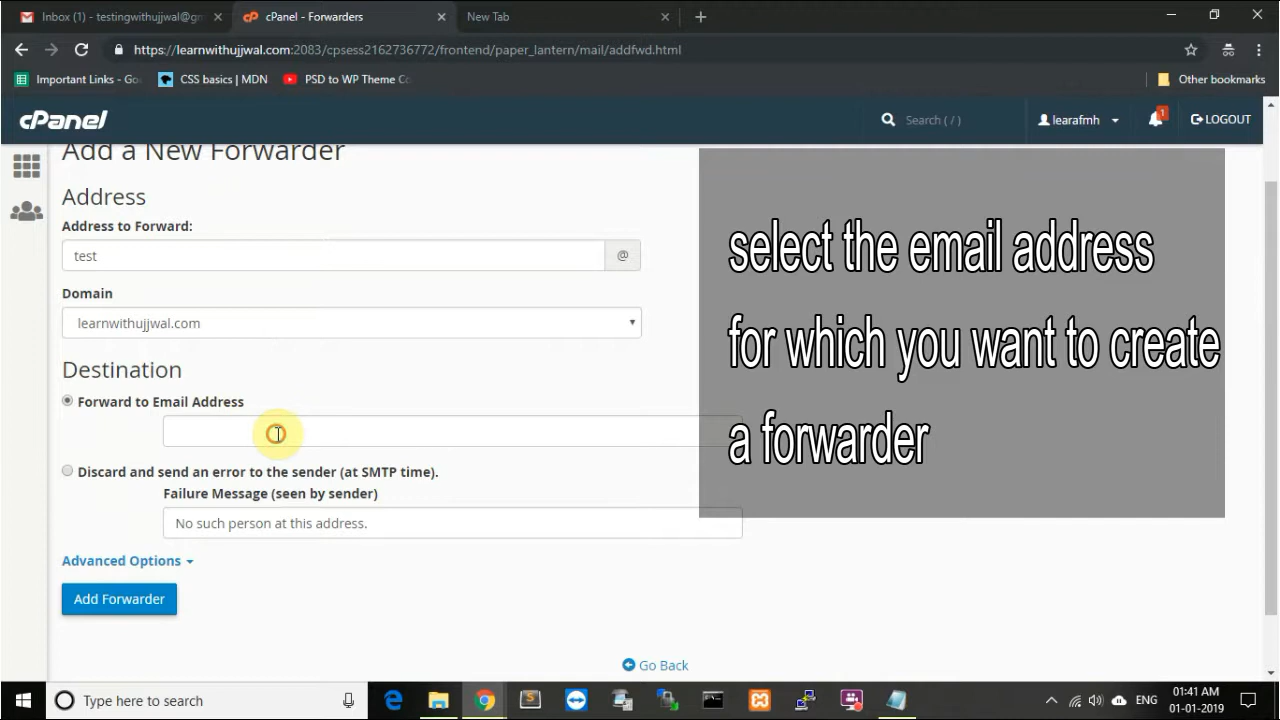 Inbox (1) - testingwithujjwal@gm
cPanel - Forwarders
New Tab
https://learnwithujjwal.com:2083/cpsess2162736772/frontend/paper_lantern/mail/addfwd.html
Important Links - Goo
CSS basics | MDN
PSD to WP Theme Co
Other bookmarks
cPanel
Search ( / )
learafmh
1
LOGOUT
Add a New Forwarder
Address
Address to Forward:
test
@
Domain
learnwithujjwal.com
Destination
Forward to Email Address
Discard and send an error to the sender (at SMTP time).
Failure Message (seen by sender)
No such person at this address.
Advanced Options
Add Forwarder
Go Back
select the email address
for which you want to create
a forwarder
Type here to search
ENG
01:41 AM
01-01-2019